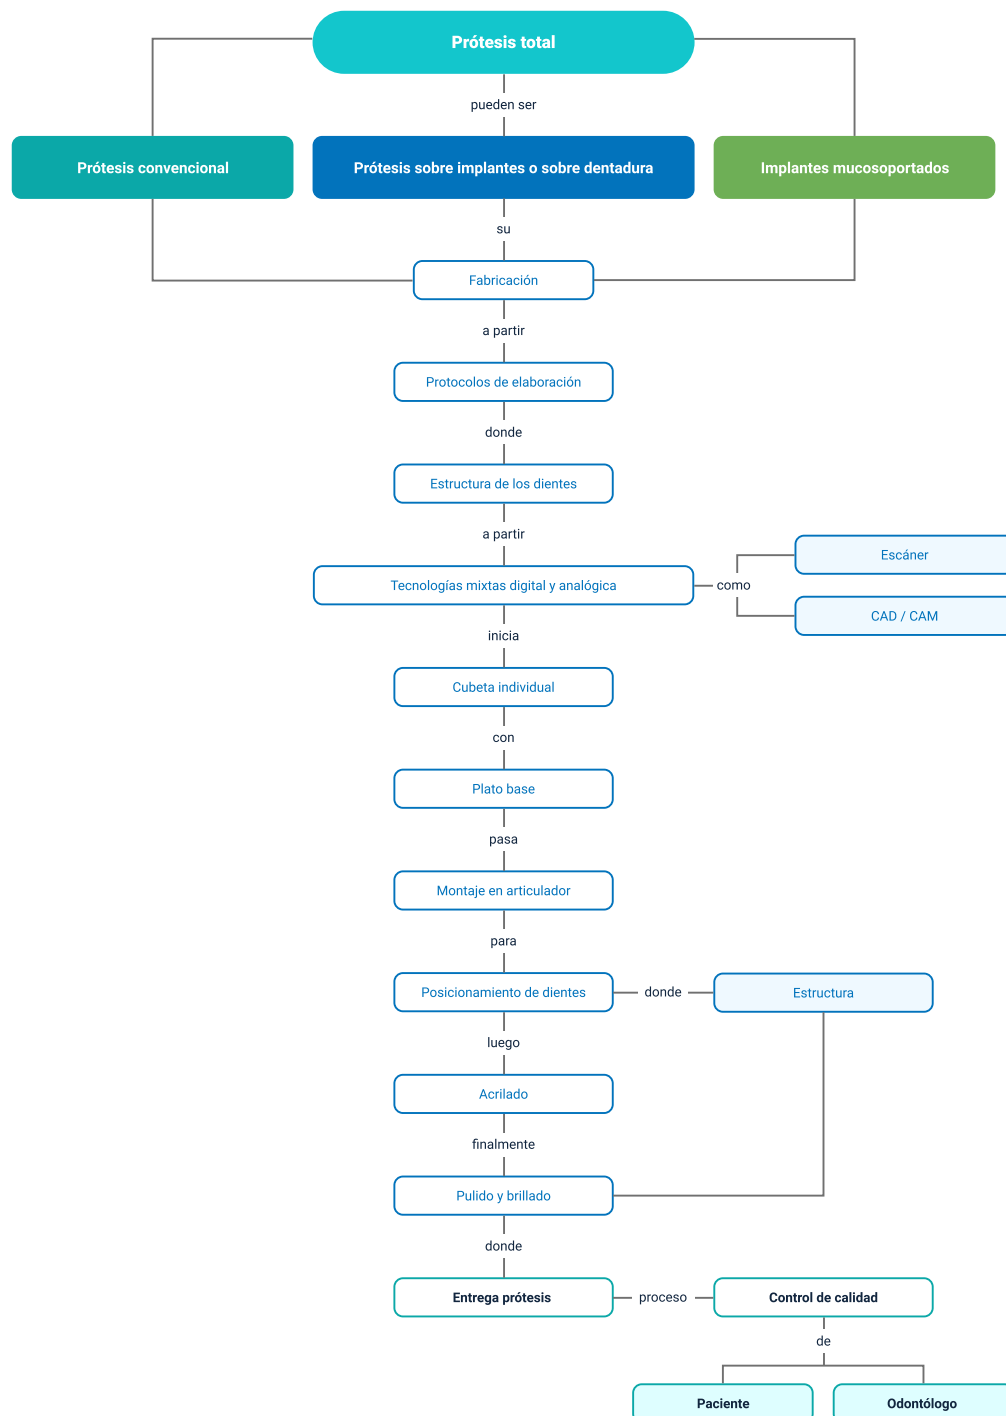 Prótesis total
pueden ser
Prótesis convencional
Prótesis sobre implantes o sobre dentadura
Implantes mucosoportados
su
Fabricación
a partir
Protocolos de elaboración
donde
Estructura de los dientes
a partir
Escáner
Tecnologías mixtas digital y analógica
como
CAD / CAM
inicia
Cubeta individual
con
Plato base
pasa
Montaje en articulador
para
Posicionamiento de dientes
donde
Estructura
luego
Acrilado
finalmente
Pulido y brillado
donde
Entrega prótesis
proceso
Control de calidad
de
Paciente
Odontólogo